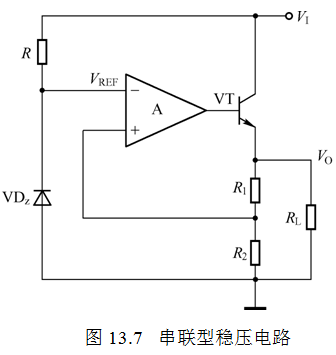 V_I
R
V_REF
−
A
+
VT
V_O
R_1
VD_z
R_L
R_2
图 13.7 串联型稳压电路